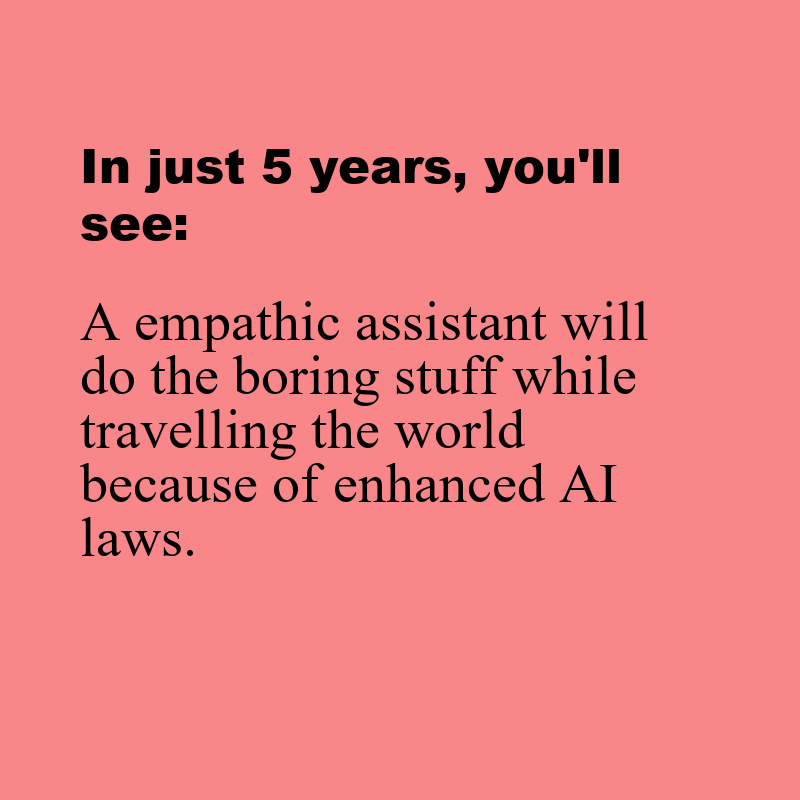 In just 5 years, you'll
see:
A empathic assistant will
do the boring stuff while
travelling the world
because of enhanced AI
laws.